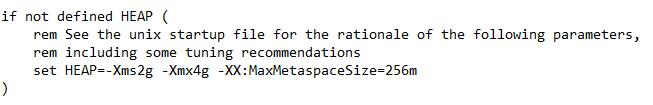 if not defined HEAP (
    rem See the unix startup file for the rationale of the following parameters,
    rem including some tuning recommendations
    set HEAP=-Xms2g -Xmx4g -XX:MaxMetaspaceSize=256m
)